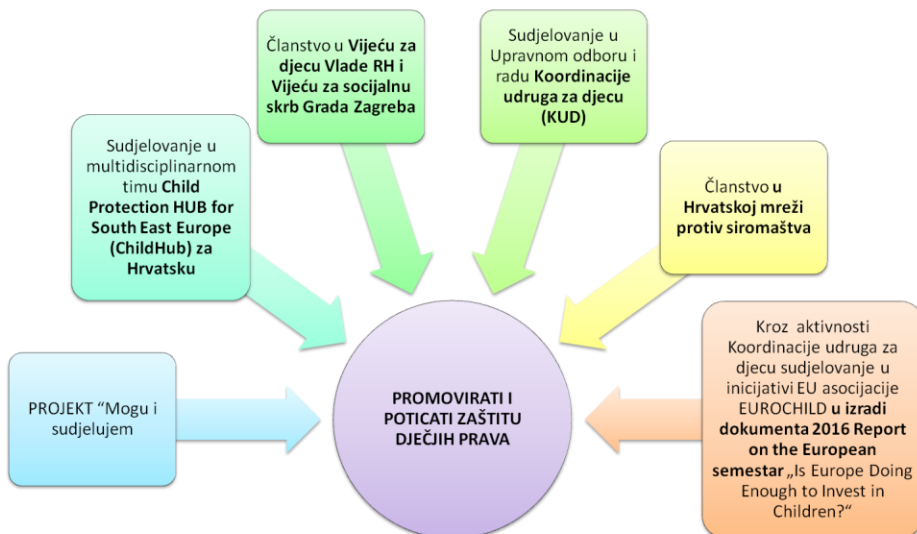 Članstvo u Vijeću za
djecu Vlade RH i
Vijeću za socijalnu
skrb Grada Zagreba
Sudjelovanje u
Upravnom odboru i
radu Koordinacije
udruga za djecu
(KUD)
Sudjelovanje u
multidisciplinarnom
timu Child
Protection HUB for
South East Europe
(ChildHub) za
Hrvatsku
Članstvo u
Hrvatskoj mreži
protiv siromaštva
PROJEKT “Mogu i
sudjelujem
PROMOVIRATI I
POTICATI ZAŠTITU
DJEČJIH PRAVA
Kroz aktivnosti
Koordinacije udruga za
djecu sudjelovanje u
inicijativi EU asocijacije
EUROCHILD u izradi
dokumenta 2016 Report
on the European
semestar „Is Europe Doing
Enough to Invest in
Children?“